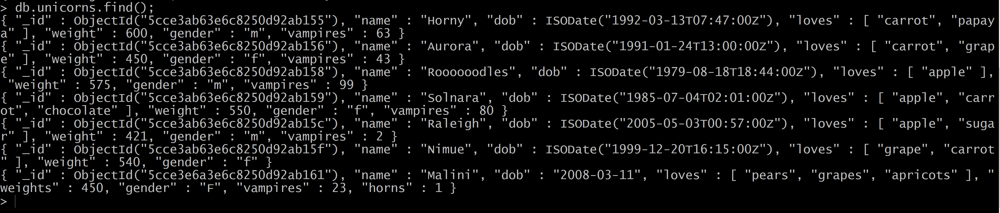 > db.unicorns.find();
{ "_id" : ObjectId("5cce3ab63e6c8250d92ab155"), "name" : "Horny", "dob" : ISODate("1992-03-13T07:47:00Z"), "loves" : [ "carrot", "papay
a" ], "weight" : 600, "gender" : "m", "vampires" : 63 }
{ "_id" : ObjectId("5cce3ab63e6c8250d92ab156"), "name" : "Aurora", "dob" : ISODate("1991-01-24T13:00:00Z"), "loves" : [ "carrot", "grap
e" ], "weight" : 450, "gender" : "f", "vampires" : 43 }
{ "_id" : ObjectId("5cce3ab63e6c8250d92ab158"), "name" : "Roooooodles", "dob" : ISODate("1979-08-18T18:44:00Z"), "loves" : [ "apple" ],
 "weight" : 575, "gender" : "m", "vampires" : 99 }
{ "_id" : ObjectId("5cce3ab63e6c8250d92ab159"), "name" : "Solnara", "dob" : ISODate("1985-07-04T02:01:00Z"), "loves" : [ "apple", "carr
ot", "chocolate" ], "weight" : 550, "gender" : "f", "vampires" : 80 }
{ "_id" : ObjectId("5cce3ab63e6c8250d92ab15c"), "name" : "Raleigh", "dob" : ISODate("2005-05-03T00:57:00Z"), "loves" : [ "apple", "suga
r" ], "weight" : 421, "gender" : "m", "vampires" : 2 }
{ "_id" : ObjectId("5cce3ab63e6c8250d92ab15f"), "name" : "Nimue", "dob" : ISODate("1999-12-20T16:15:00Z"), "loves" : [ "grape", "carrot
" ], "weight" : 540, "gender" : "f" }
{ "_id" : ObjectId("5cce3e6a3e6c8250d92ab161"), "name" : "Malini", "dob" : "2008-03-11", "loves" : [ "pears", "grapes", "apricots" ], "
weights" : 450, "gender" : "F", "vampires" : 23, "horns" : 1 }
>